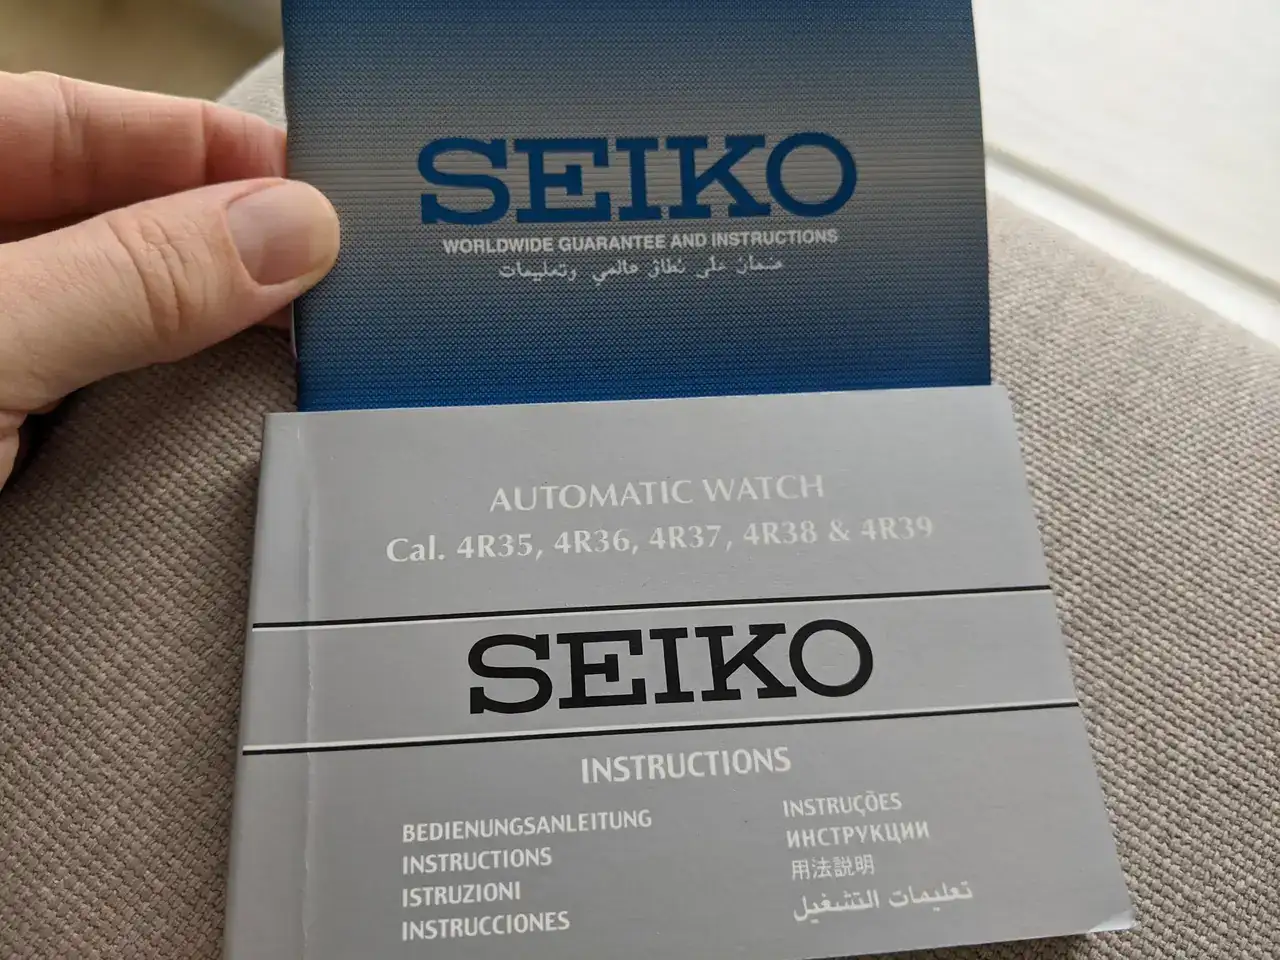 SEIKO
WORLDWIDE GUARANTEE AND INSTRUCTIONS
ضمان على نطاق عالمي وتعليمات
AUTOMATIC WATCH
Cal. 4R35, 4R36, 4R37, 4R38 & 4R39
SEIKO
INSTRUCTIONS
BEDIENUNGSANLEITUNG
INSTRUCTIONS
ISTRUZIONI
INSTRUCCIONES
INSTRUÇÕES
ИНСТРУКЦИИ
用法説明
تعليمات التشغيل